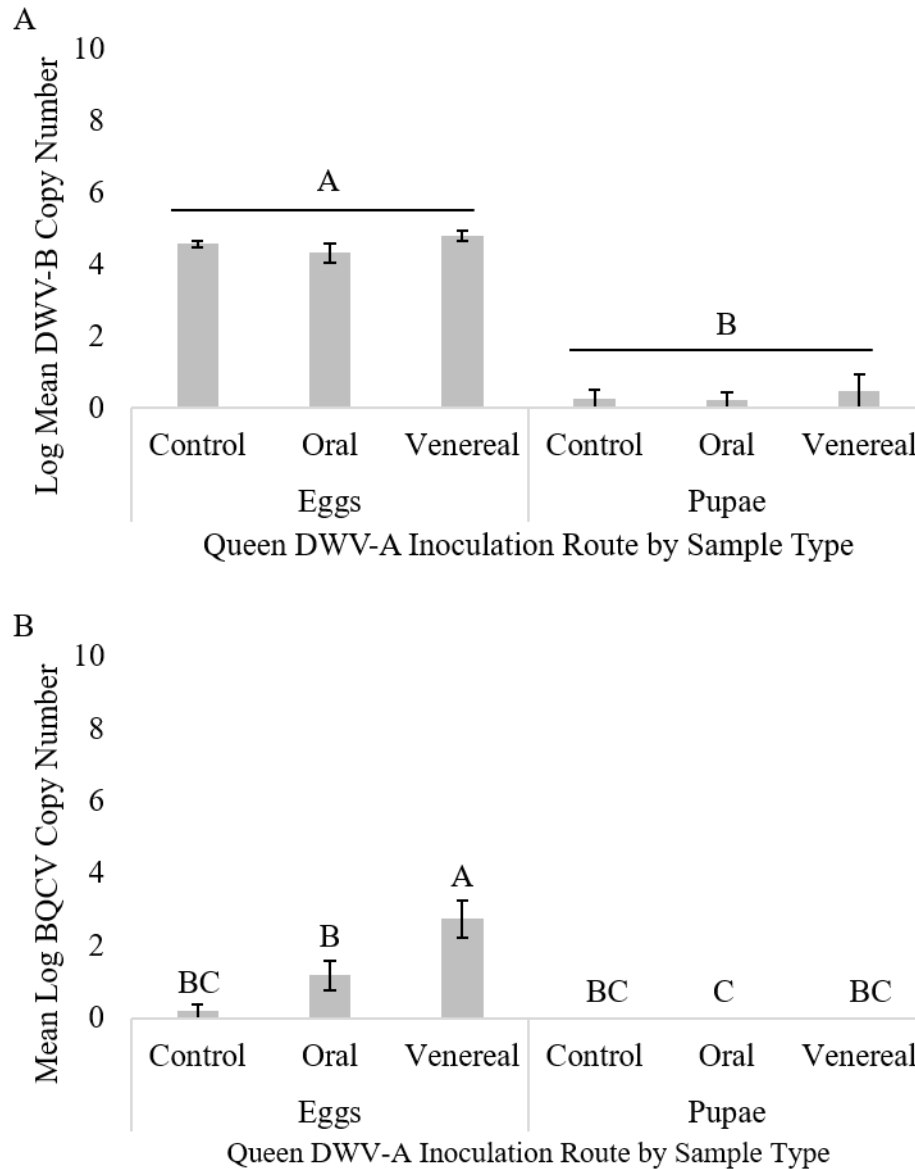 A
Log Mean DWV-B Copy Number
10
8
6
4
2
0
A
B
Control Oral Venereal Control Oral Venereal
Eggs Pupae
Queen DWV-A Inoculation Route by Sample Type
B
Mean Log BQCV Copy Number
10
8
6
4
2
0
BC B A BC C BC
Control Oral Venereal Control Oral Venereal
Eggs Pupae
Queen DWV-A Inoculation Route by Sample Type